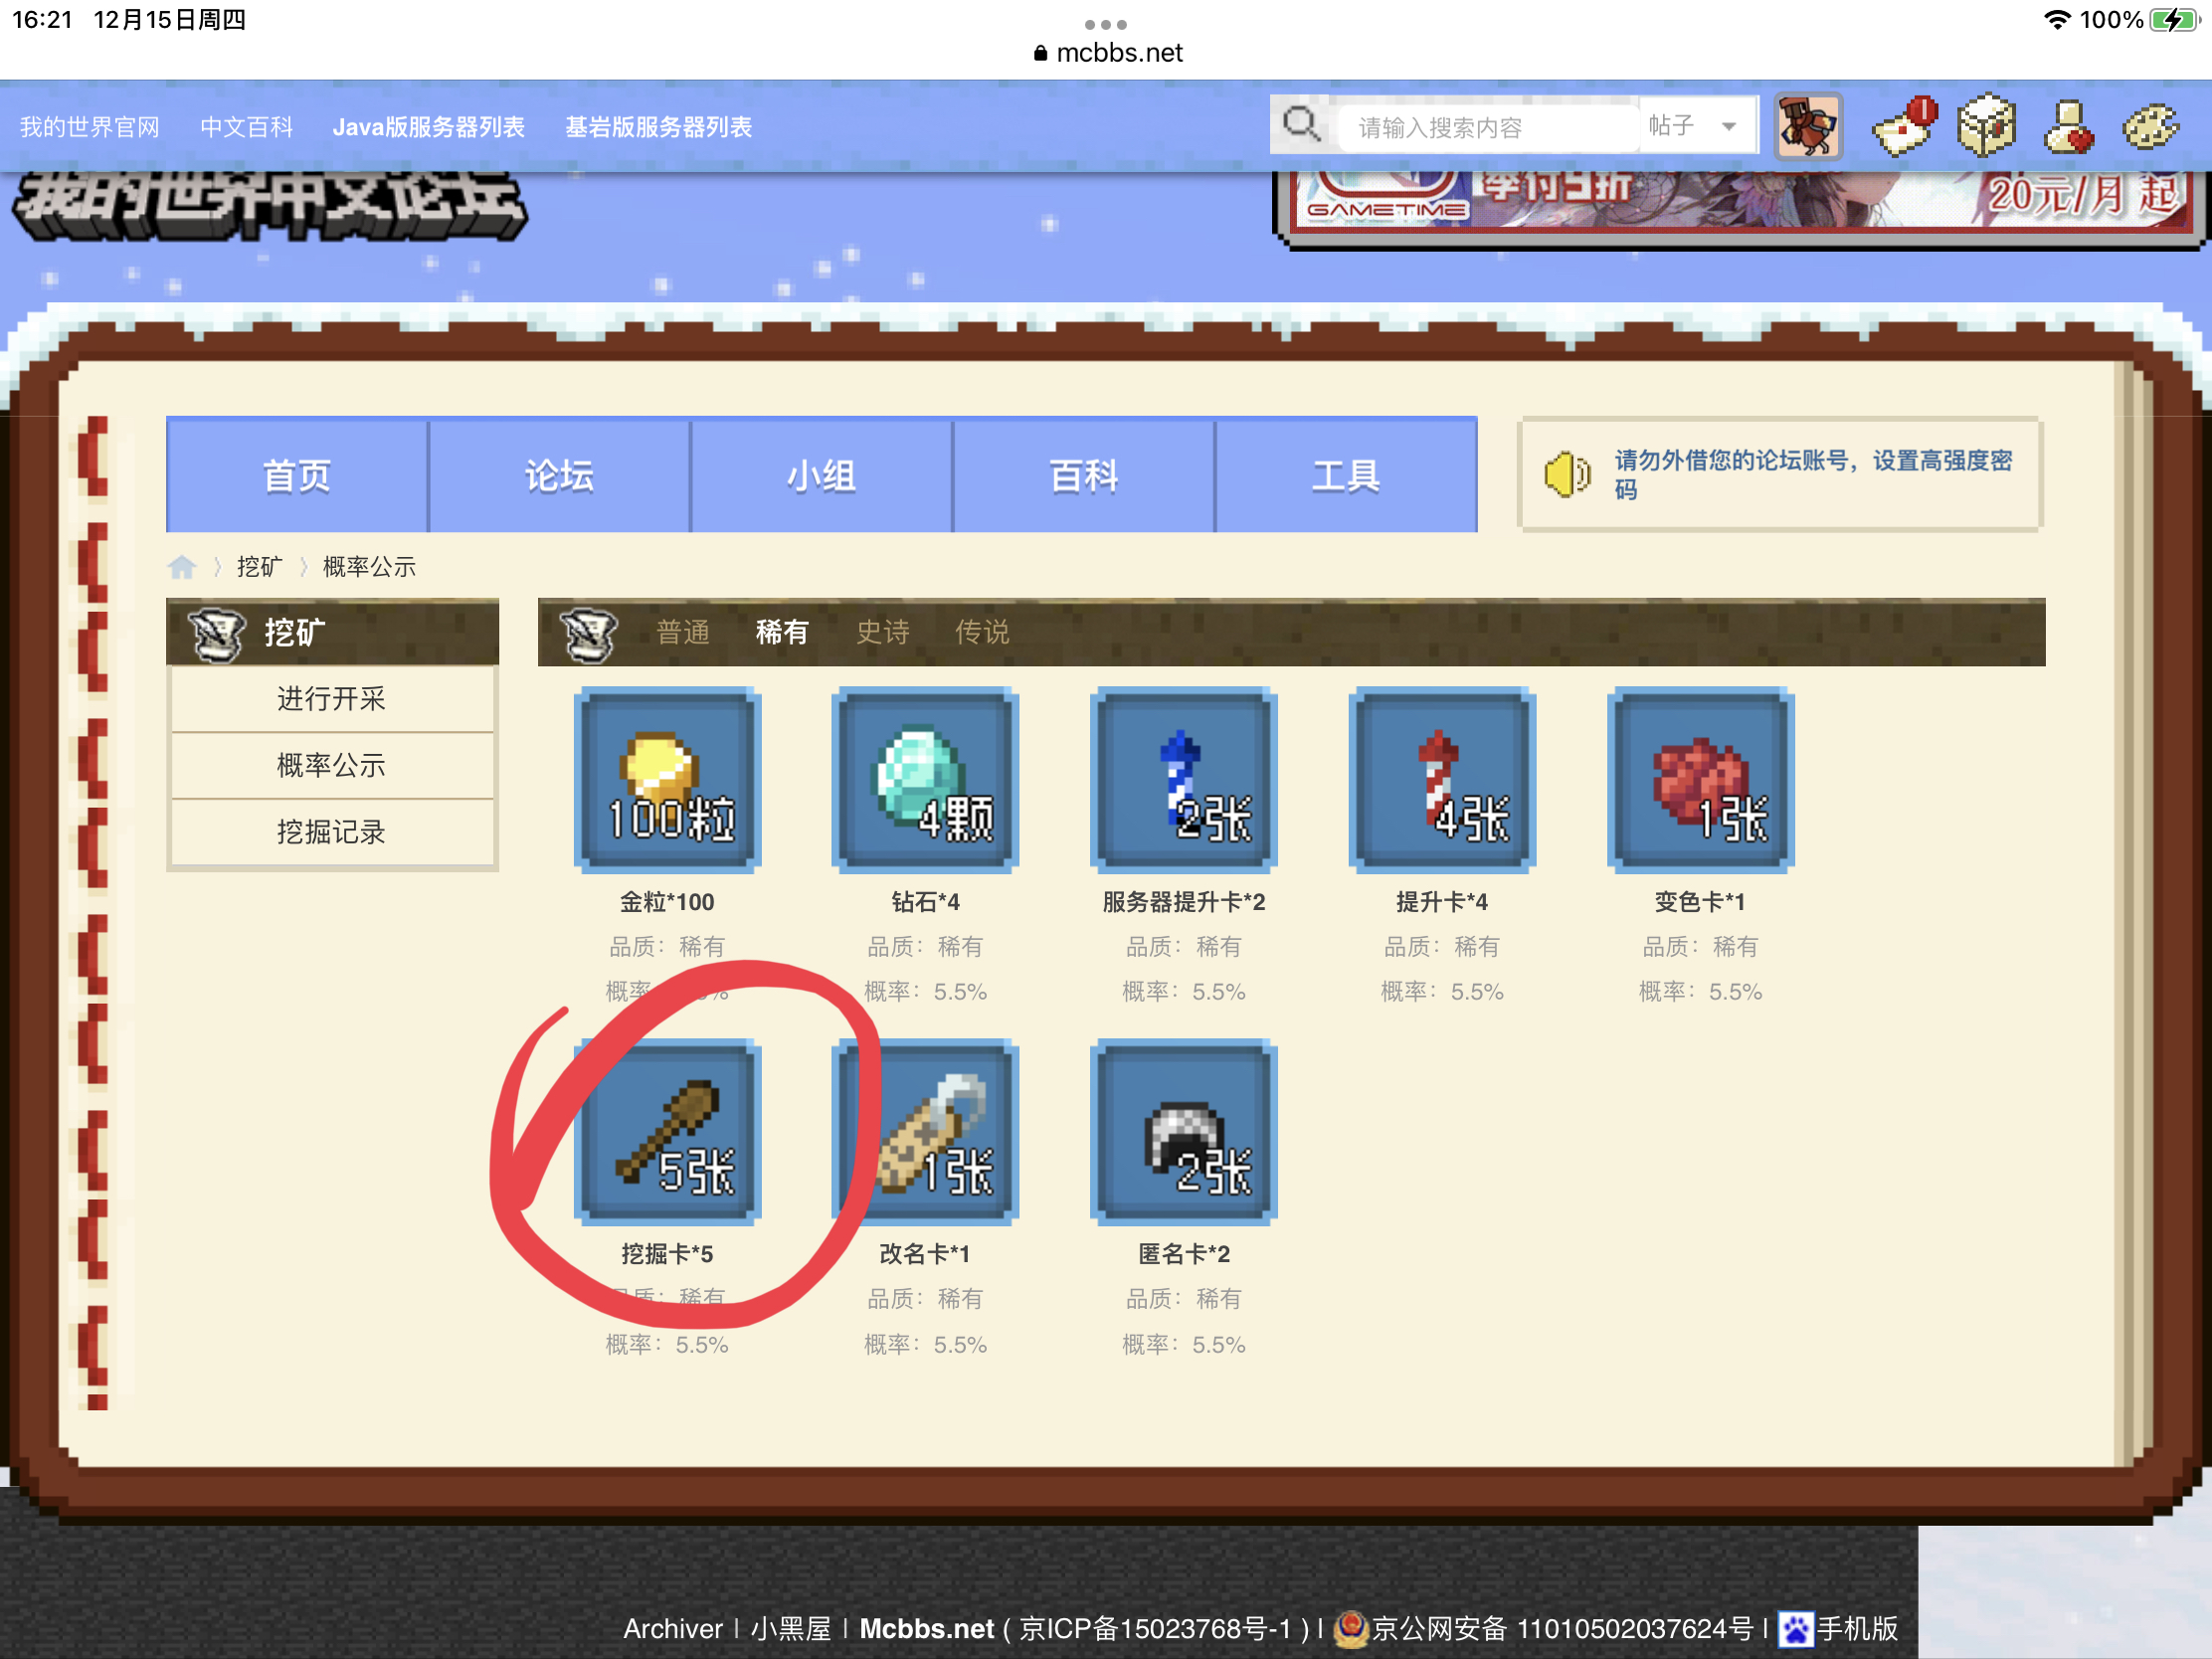 16:21 12月15日周四
100%
mcbbs.net
我的世界官网 中文百科 Java版服务器列表 基岩版服务器列表
请输入搜索内容 帖子
我的世界中文论坛
GAMETIME 季付9折 20元/月 起
首页 论坛 小组 百科 工具
请勿外借您的论坛账号，设置高强度密
码
挖矿 概率公示
挖矿
进行开采
概率公示
挖掘记录
普通 稀有 史诗 传说
100粒 4颗 2张 4张 1张
金粒*100 钻石*4 服务器提升卡*2 提升卡*4 变色卡*1
品质：稀有 品质：稀有 品质：稀有 品质：稀有 品质：稀有
概率： % 概率：5.5% 概率：5.5% 概率：5.5% 概率：5.5%
5张 1张 2张
挖掘卡*5 改名卡*1 匿名卡*2
品质：稀有 品质：稀有 品质：稀有
概率：5.5% 概率：5.5% 概率：5.5%
Archiver | 小黑屋 | Mcbbs.net ( 京ICP备15023768号-1 ) | 京公网安备 11010502037624号 | 手机版